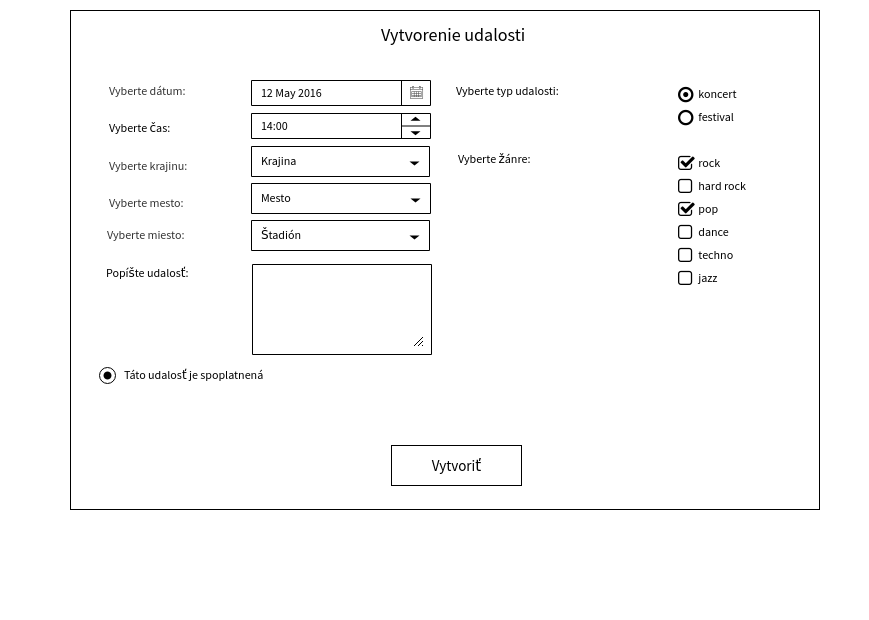 Vytvorenie udalosti
Vyberte dátum:
12 May 2016
Vyberte čas:
14:00
Vyberte krajinu:
Krajina
Vyberte mesto:
Mesto
Vyberte miesto:
Štadión
Popíšte udalosť:
Táto udalosť je spoplatnená
Vyberte typ udalosti:
koncert
festival
Vyberte žánre:
rock
hard rock
pop
dance
techno
jazz
Vytvoriť